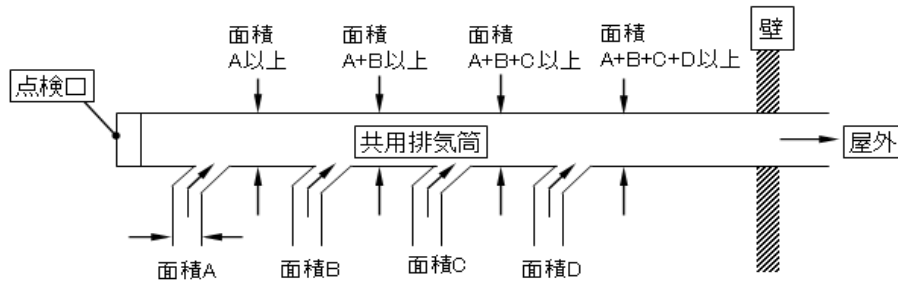 面積
A以上
面積
A+B以上
面積
A+B+C以上
面積
A+B+C+D以上
壁
点検口
共用排気筒
屋外
面積A
面積B
面積C
面積D